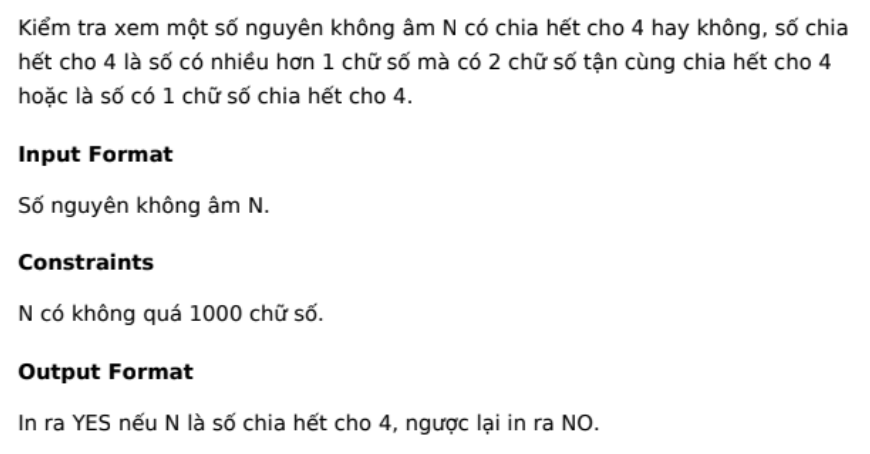 Kiểm tra xem một số nguyên không âm N có chia hết cho 4 hay không, số chia
hết cho 4 là số có nhiều hơn 1 chữ số mà có 2 chữ số tận cùng chia hết cho 4
hoặc là số có 1 chữ số chia hết cho 4.
Input Format
Số nguyên không âm N.
Constraints
N có không quá 1000 chữ số.
Output Format
In ra YES nếu N là số chia hết cho 4, ngược lại in ra NO.